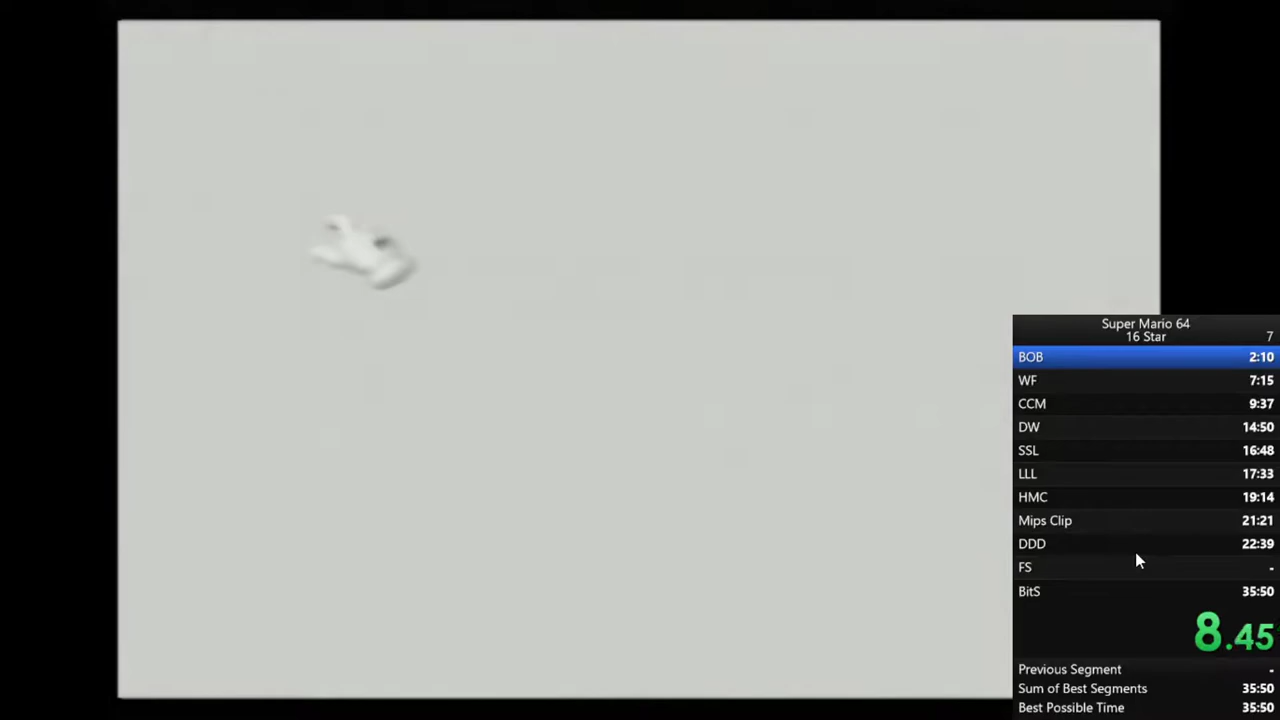 Super Mario 64
16 Star 7
BOB 2:10
WF 7:15
CCM 9:37
DW 14:50
SSL 16:48
LLL 17:33
HMC 19:14
Mips Clip 21:21
DDD 22:39
FS -
BitS 35:50
8.45
Previous Segment -
Sum of Best Segments 35:50
Best Possible Time 35:50